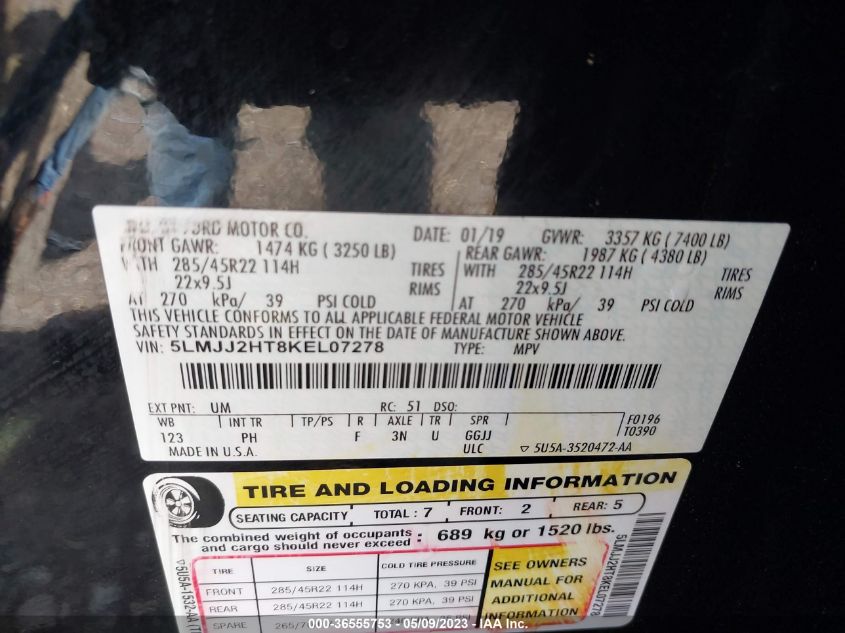 FORD MOTOR CO. DATE: 01/19 GVWR: 3357 KG ( 7400 LB)
FRONT GAWR: 1474 KG ( 3250 LB) REAR GAWR: 1987 KG ( 4380 LB)
WITH 285/45R22 114H TIRES WITH 285/45R22 114H TIRES
22x9.5J RIMS 22x9.5J RIMS
AT 270 kPa/ 39 PSI COLD AT 270 kPa/ 39 PSI COLD
THIS VEHICLE CONFORMS TO ALL APPLICABLE FEDERAL MOTOR VEHICLE
SAFETY STANDARDS IN EFFECT ON THE DATE OF MANUFACTURE SHOWN ABOVE.
VIN: 5LMJJ2HT8KEL07278 TYPE: MPV
EXT PNT: UM RC: 51 DSO:
WB INT TR TP/PS R AXLE TR SPR F0196
123 PH F 3N U GGJJ T0390
MADE IN U.S.A. ULC ▽ 5U5A-3520472-AA
TIRE AND LOADING INFORMATION
SEATING CAPACITY TOTAL : 7 FRONT: 2 REAR: 5
The combined weight of occupants
and cargo should never exceed : 689 kg or 1520 lbs.
TIRE SIZE COLD TIRE PRESSURE
FRONT 285/45R22 114H 270 KPA, 39 PSI
REAR 285/45R22 114H 270 KPA, 39 PSI
SPARE
SEE OWNERS
MANUAL FOR
ADDITIONAL
INFORMATION
▽5U5A-1532-AA
5LMJJ2HT8KEL07278
000-36555753 - 05/09/2023 - IAA Inc.